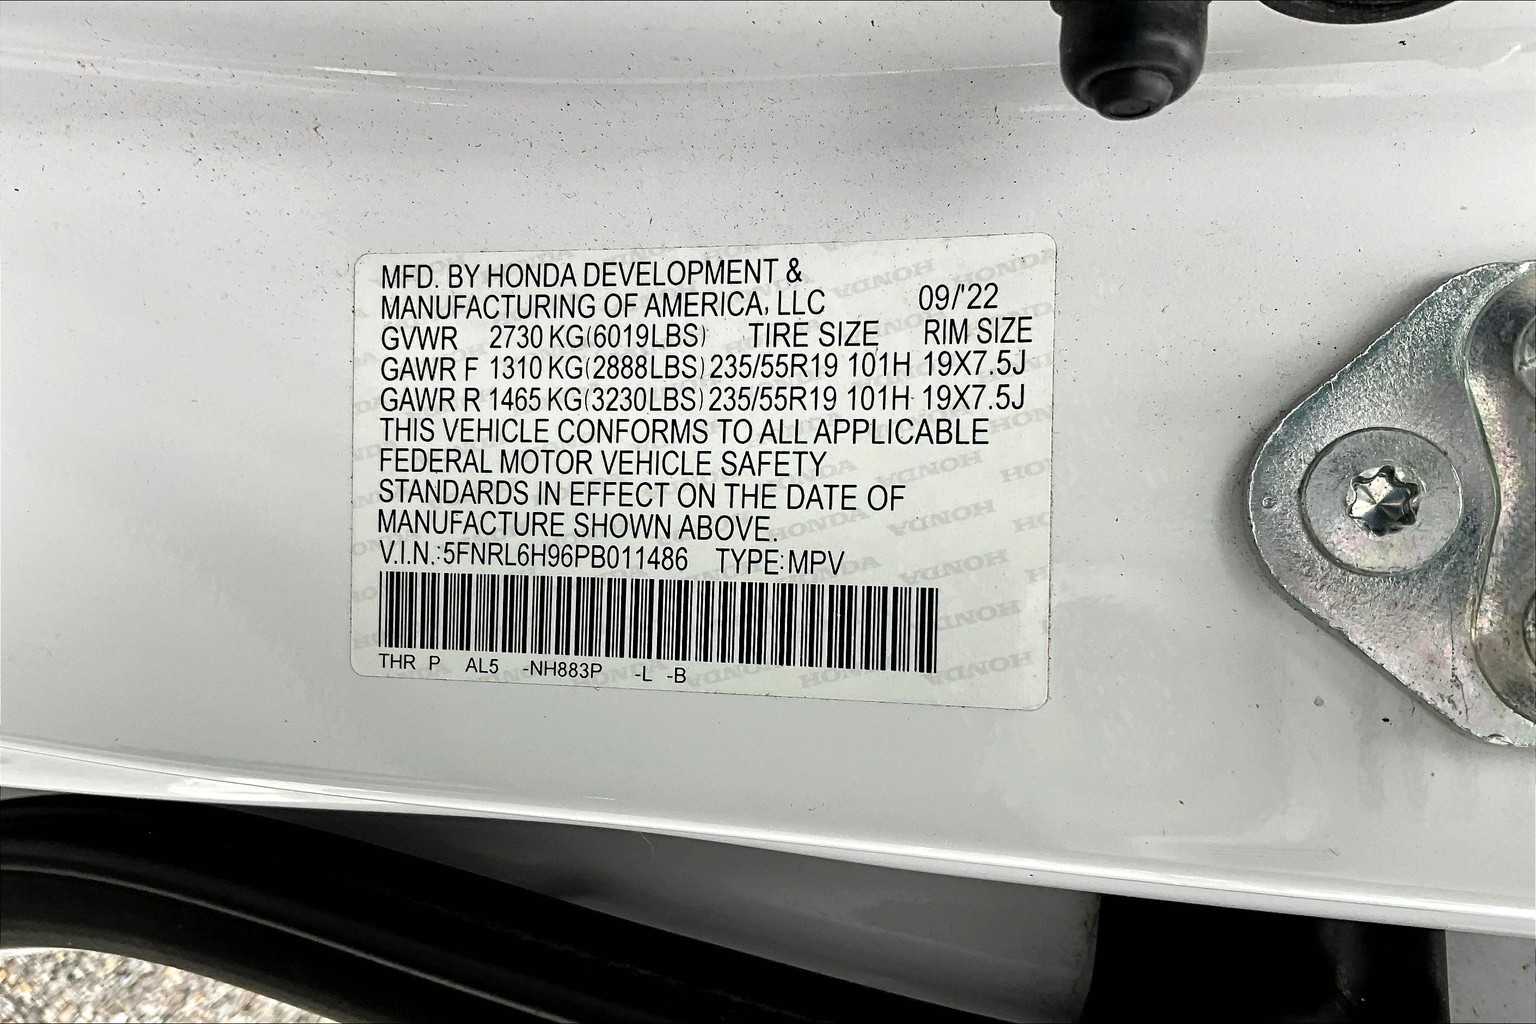 MFD. BY HONDA DEVELOPMENT &
MANUFACTURING OF AMERICA, LLC 09/'22
GVWR 2730 KG(6019LBS) TIRE SIZE RIM SIZE
GAWR F 1310 KG(2888LBS) 235/55R19 101H 19X7.5J
GAWR R 1465 KG(3230LBS) 235/55R19 101H 19X7.5J
THIS VEHICLE CONFORMS TO ALL APPLICABLE
FEDERAL MOTOR VEHICLE SAFETY
STANDARDS IN EFFECT ON THE DATE OF
MANUFACTURE SHOWN ABOVE.
V.I.N.:5FNRL6H96PB011486 TYPE:MPV
THR P AL5 -NH883P -L -B